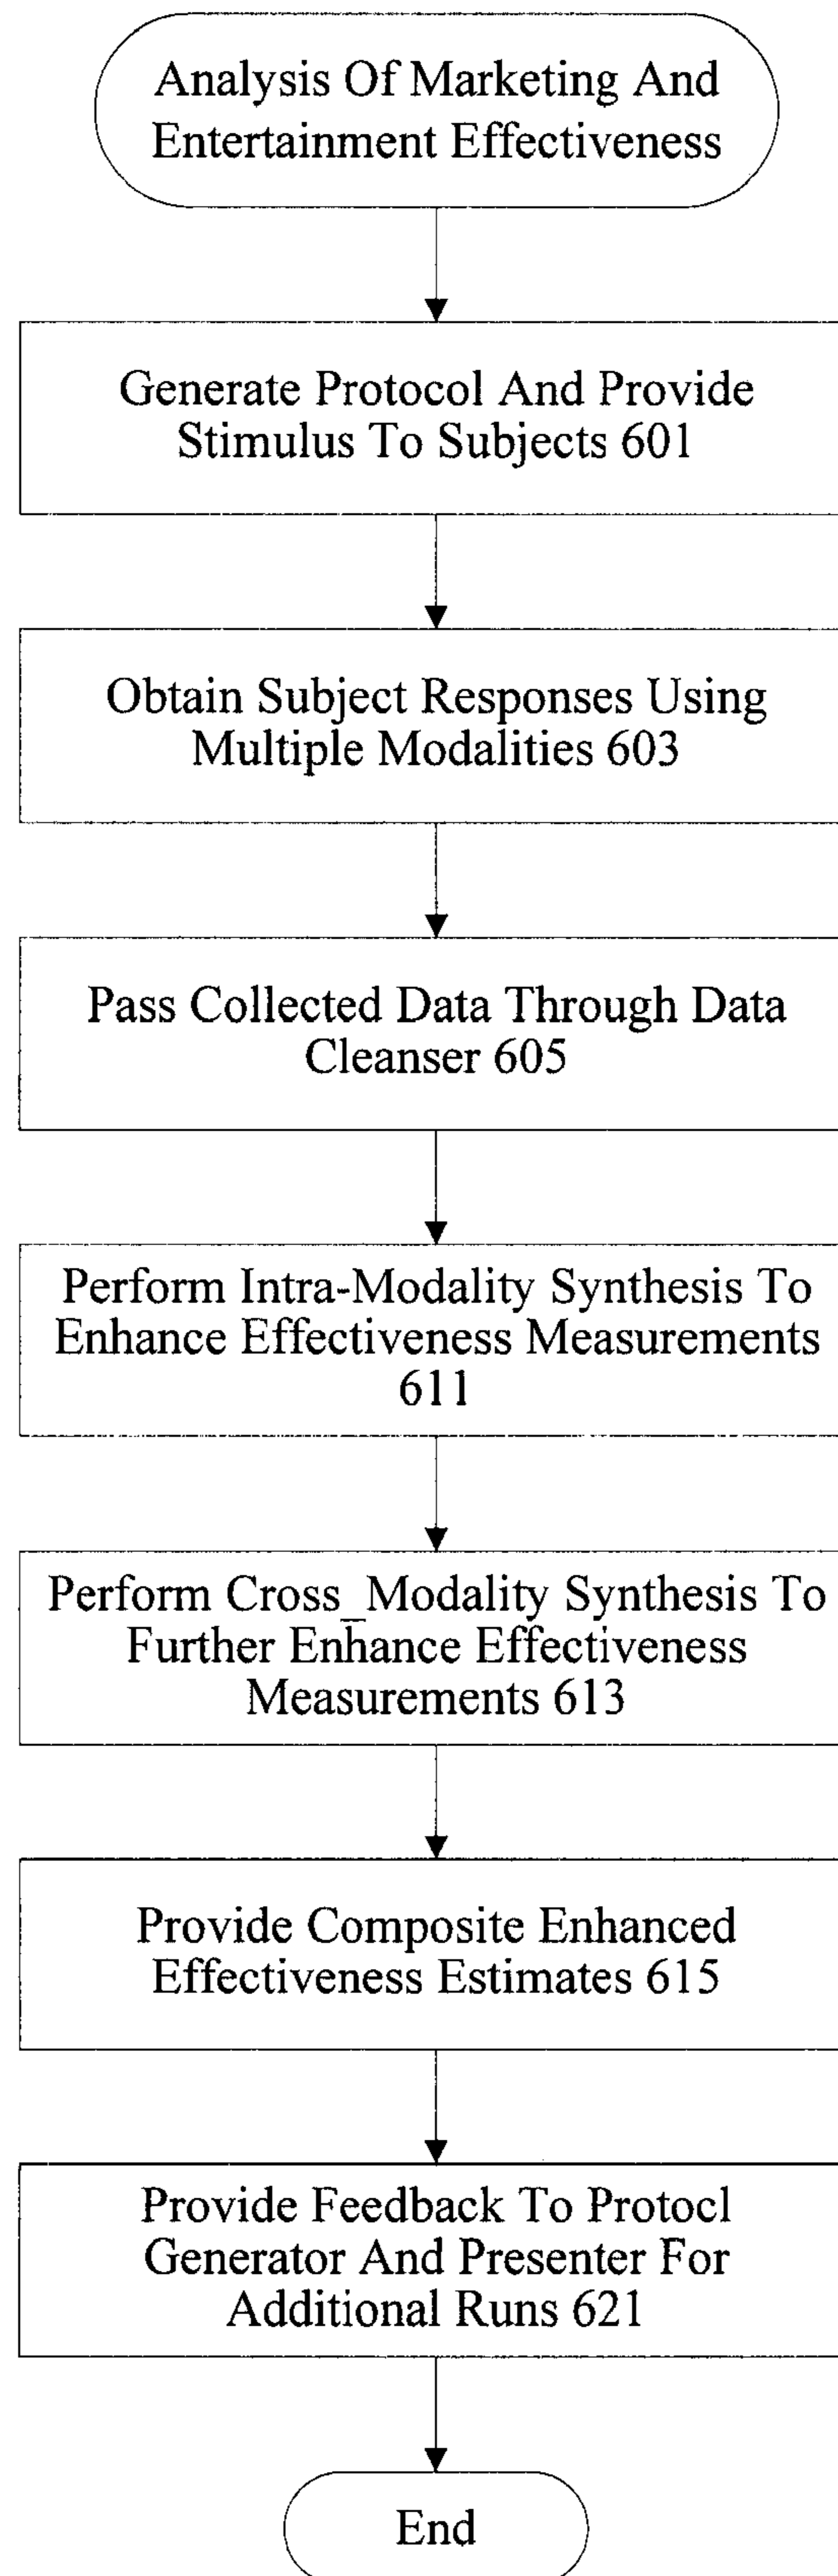 Analysis Of Marketing And
Entertainment Effectiveness
Generate Protocol And Provide
Stimulus To Subjects 601
Obtain Subject Responses Using
Multiple Modalities 603
Pass Collected Data Through Data
Cleanser 605
Perform Intra-Modality Synthesis To
Enhance Effectiveness Measurements
611
Perform Cross_Modality Synthesis To
Further Enhance Effectiveness
Measurements 613
Provide Composite Enhanced
Effectiveness Estimates 615
Provide Feedback To Protocl
Generator And Presenter For
Additional Runs 621
End